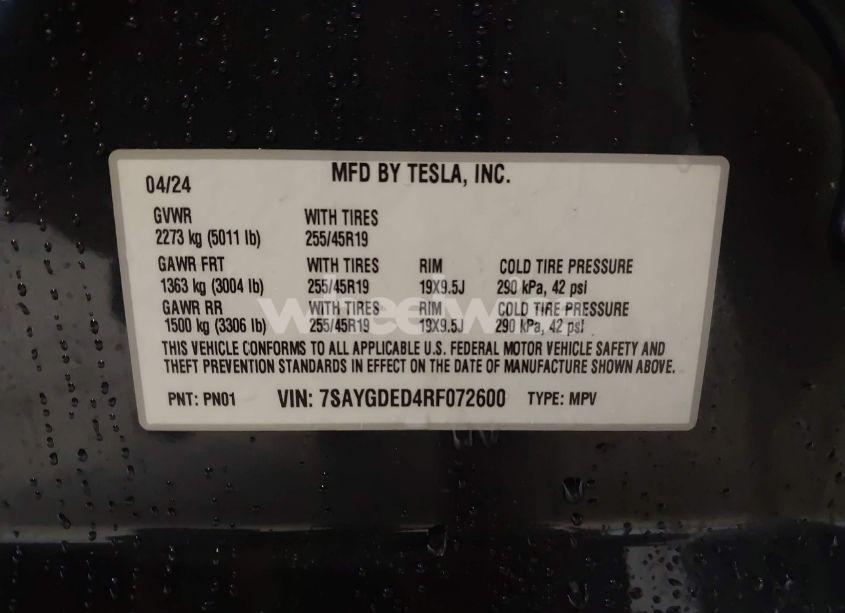 MFD BY TESLA, INC.
04/24
GVWR WITH TIRES
2273 kg (5011 lb) 255/45R19
GAWR FRT WITH TIRES RIM COLD TIRE PRESSURE
1363 kg (3004 lb) 255/45R19 19X9.5J 290 kPa, 42 psi
GAWR RR WITH TIRES RIM COLD TIRE PRESSURE
1500 kg (3306 lb) 255/45R19 19X9.5J 290 kPa, 42 psi
THIS VEHICLE CONFORMS TO ALL APPLICABLE U.S. FEDERAL MOTOR VEHICLE SAFETY AND
THEFT PREVENTION STANDARDS IN EFFECT ON THE DATE OF MANUFACTURE SHOWN ABOVE.
PNT: PN01 VIN: 7SAYGDED4RF072600 TYPE: MPV